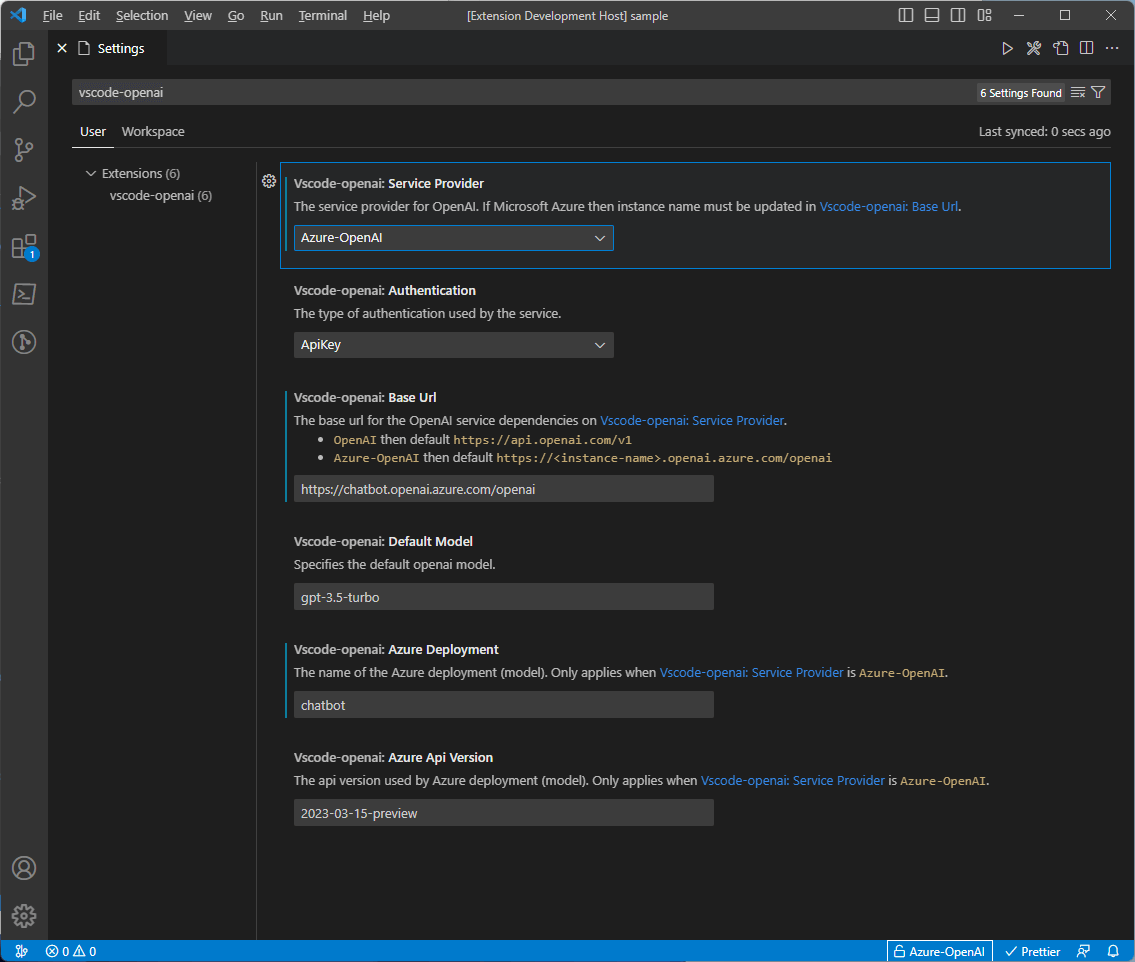 File Edit Selection View Go Run Terminal Help [Extension Development Host] sample
Settings
vscode-openai 6 Settings Found
User Workspace Last synced: 0 secs ago
Extensions (6)
vscode-openai (6)
Vscode-openai: Service Provider
The service provider for OpenAI. If Microsoft Azure then instance name must be updated in Vscode-openai: Base Url.
Azure-OpenAI
Vscode-openai: Authentication
The type of authentication used by the service.
ApiKey
Vscode-openai: Base Url
The base url for the OpenAI service dependencies on Vscode-openai: Service Provider.
• OpenAI then default https://api.openai.com/v1
• Azure-OpenAI then default https://<instance-name>.openai.azure.com/openai
https://chatbot.openai.azure.com/openai
Vscode-openai: Default Model
Specifies the default openai model.
gpt-3.5-turbo
Vscode-openai: Azure Deployment
The name of the Azure deployment (model). Only applies when Vscode-openai: Service Provider is Azure-OpenAI.
chatbot
Vscode-openai: Azure Api Version
The api version used by Azure deployment (model). Only applies when Vscode-openai: Service Provider is Azure-OpenAI.
2023-03-15-preview
1
0 0 Azure-OpenAI Prettier